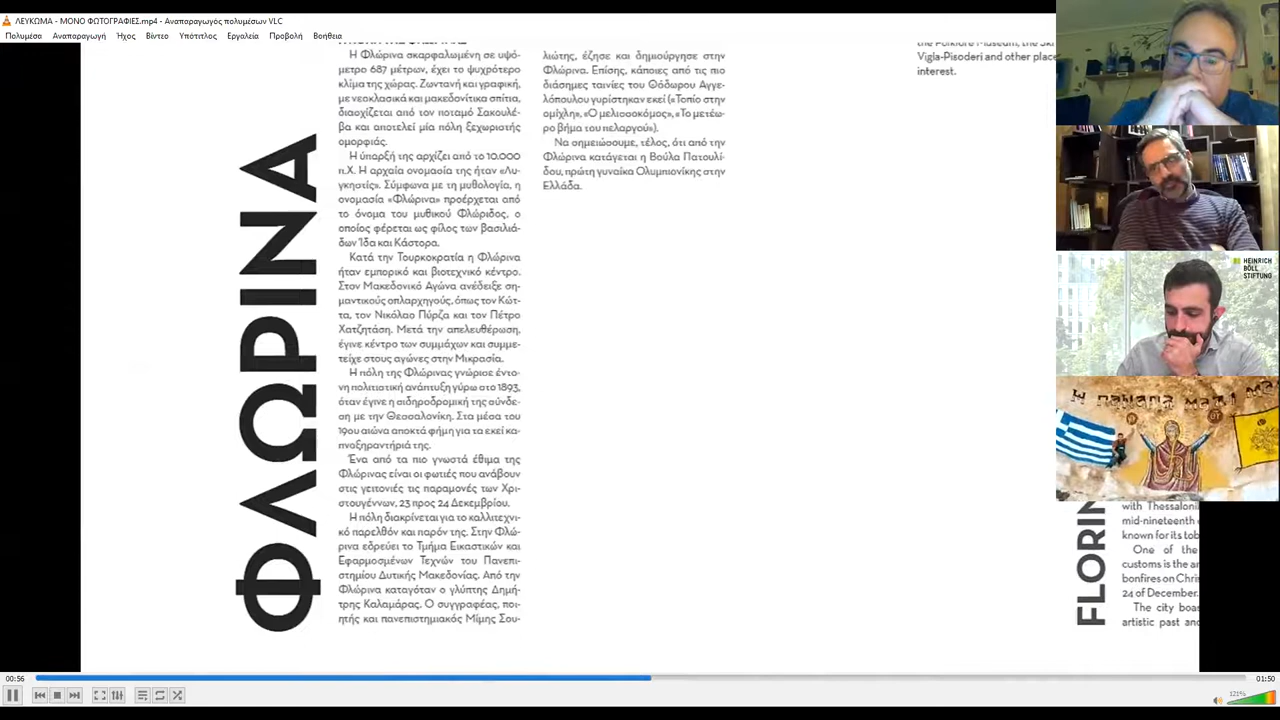 ΛΕΥΚΩΜΑ - ΜΟΝΟ ΦΩΤΟΓΡΑΦΙΕΣ.mp4 - Αναπαραγωγός πολυμέσων VLC
Πολυμέσα Αναπαραγωγή Ήχος Βίντεο Υπότιτλος Εργαλεία Προβολή Βοήθεια
ΦΛΩΡΙΝΑ
Η Φλώρινα σκαρφαλωμένη σε υψό-
μετρο 687 μέτρων, έχει το ψυχρότερο
κλίμα της χώρας. Ζωντανή και γραφική,
με νεοκλασικά και μακεδονίτικα σπίτια,
διασχίζεται από τον ποταμό Σακουλέ-
βα και αποτελεί μία πόλη ξεχωριστής
ομορφιάς.
Η ύπαρξή της αρχίζει από το 10.000
π.Χ. Η αρχαία ονομασία της ήταν «Λυ-
γκηστίς». Σύμφωνα με τη μυθολογία, η
ονομασία «Φλώρινα» προέρχεται από
το όνομα του μυθικού Φλώριδος, ο
οποίος φέρεται ως φίλος των βασιλιά-
δων Ίδα και Κάστορα.
Κατά την Τουρκοκρατία η Φλώρινα
ήταν εμπορικό και βιοτεχνικό κέντρο.
Στον Μακεδονικό Αγώνα ανέδειξε ση-
μαντικούς οπλαρχηγούς, όπως τον Κώτ-
τα, τον Νικόλαο Πύρζα και τον Πέτρο
Χατζητάση. Μετά την απελευθέρωση,
έγινε κέντρο των συμμάχων και συμμε-
τείχε στους αγώνες στην Μικρασία.
Η πόλη της Φλώρινας γνώρισε έντο-
νη πολιτιστική ανάπτυξη γύρω στο 1893,
όταν έγινε η σιδηροδρομική της σύνδε-
ση με την Θεσσαλονίκη. Στα μέσα του
19ου αιώνα αποκτά φήμη για τα εκεί κα-
πνοξηραντήριά της.
Ένα από τα πιο γνωστά έθιμα της
Φλώρινας είναι οι φωτιές που ανάβουν
στις γειτονιές τις παραμονές των Χρι-
στουγέννων, 23 προς 24 Δεκεμβρίου.
Η πόλη διακρίνεται για το καλλιτεχνι-
κό παρελθόν και παρόν της. Στην Φλώ-
ρινα εδρεύει το Τμήμα Εικαστικών και
Εφαρμοσμένων Τεχνών του Πανεπι-
στημίου Δυτικής Μακεδονίας. Από την
Φλώρινα καταγόταν ο γλύπτης Δημή-
τρης Καλαμάρας. Ο συγγραφέας, ποι-
ητής και πανεπιστημιακός Μίμης Σου-
λιώτης, έζησε και δημιούργησε στην
Φλώρινα. Επίσης, κάποιες από τις πιο
διάσημες ταινίες του Θόδωρου Αγγε-
λόπουλου γυρίστηκαν εκεί («Τοπίο στην
ομίχλη», «Ο μελισσοκόμος», «Το μετέω-
ρο βήμα του πελαργού»).
Να σημειώσουμε, τέλος, ότι από την
Φλώρινα κατάγεται η Βούλα Πατουλί-
δου, πρώτη γυναίκα Ολυμπιονίκης στην
Ελλάδα.
the Folklore Museum, the Ski
Vigla-Pisoderi and other place
interest.
HEINRICH
BÖLL
STIFTUNG
FLORIN
with Thessaloni
mid-nineteenth
known for its tob
One of the
customs is the an
bonfires on Chris
24 of December.
The city boa
artistic past and
00:56
01:50
121%